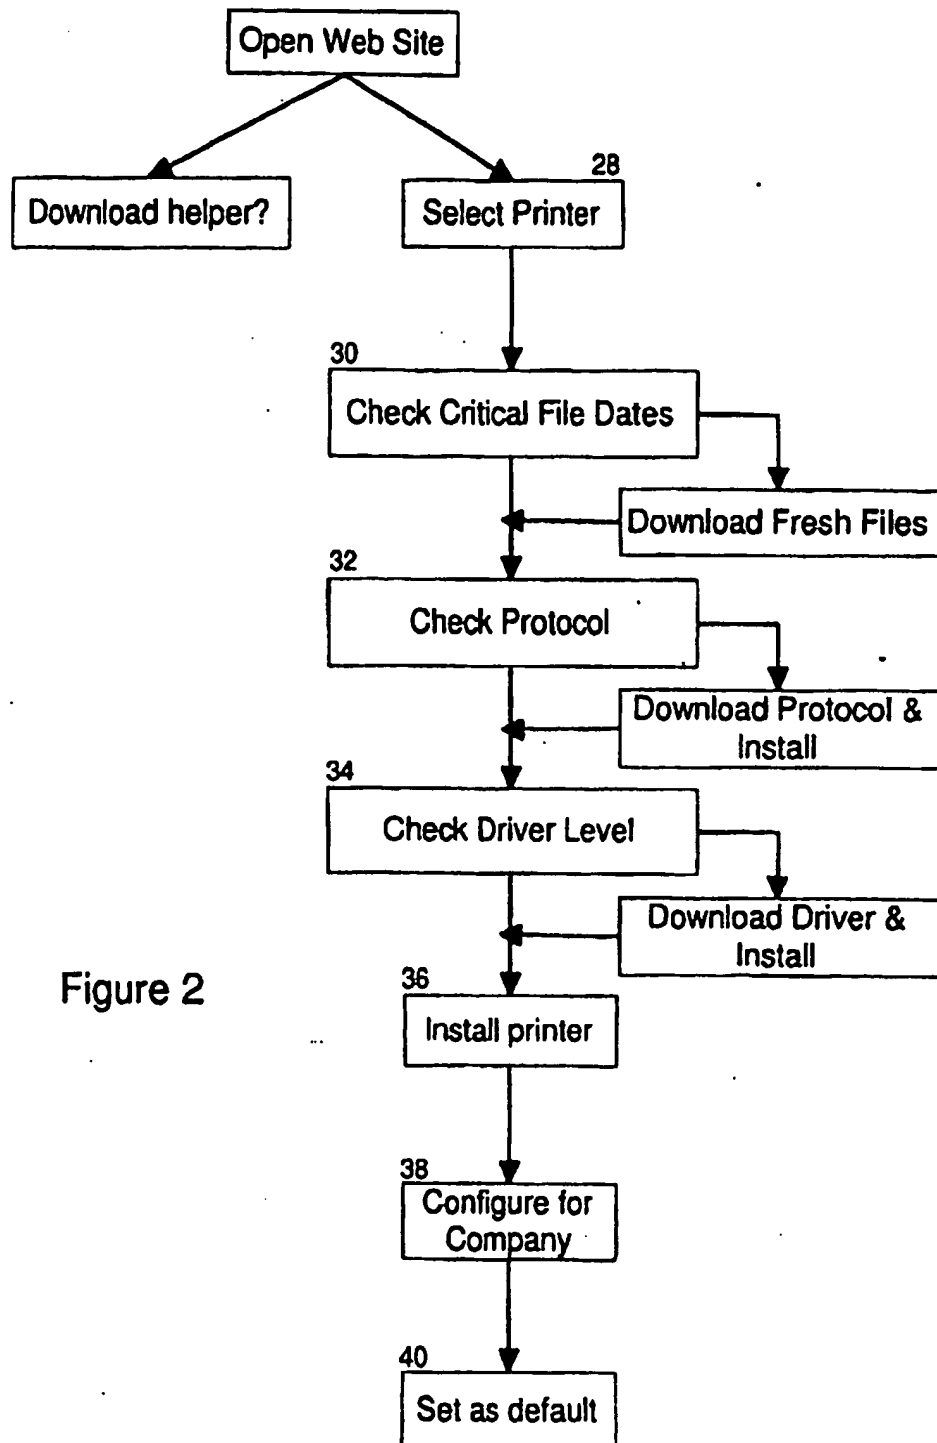 Open Web Site
Download helper?
28
Select Printer
30
Check Critical File Dates
Download Fresh Files
32
Check Protocol
Download Protocol &
Install
34
Check Driver Level
Download Driver &
Install
Figure 2
36
Install printer
38
Configure for
Company
40
Set as default